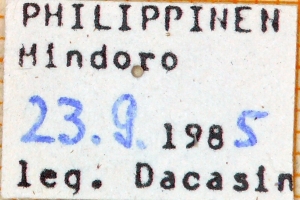 PHILIPPINEN
Mindoro
23.9. 1985
leg. Dacasin